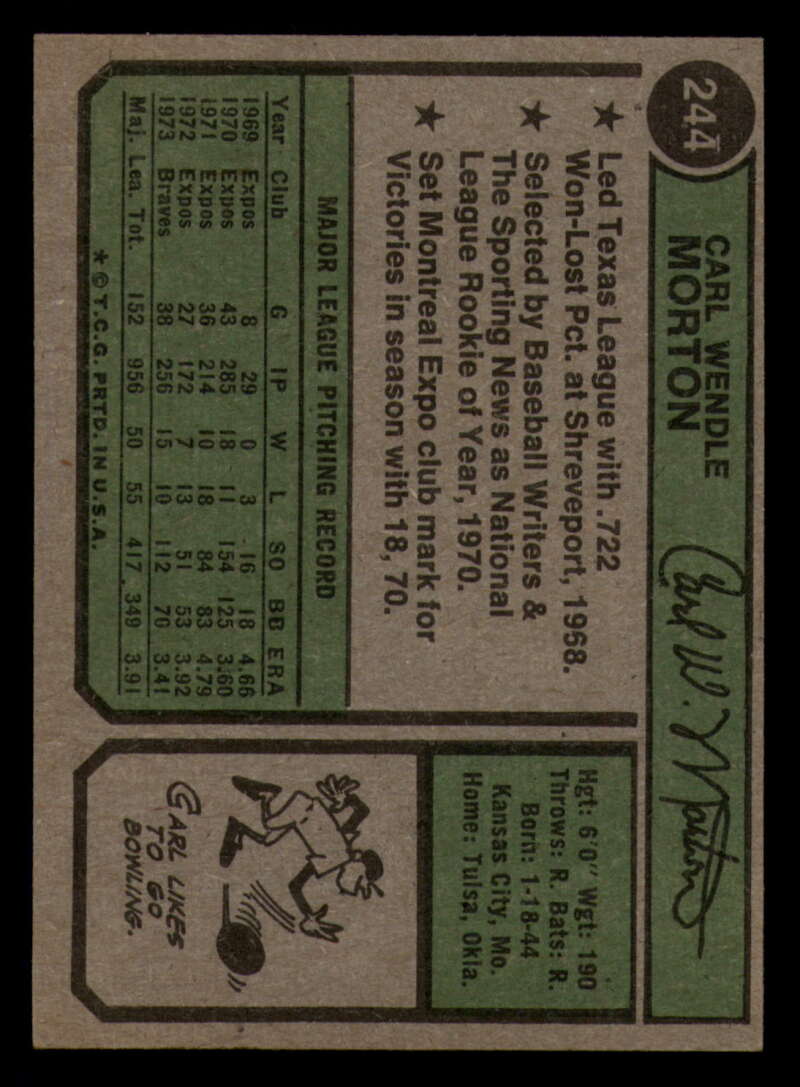 244
CARL WENDLE
MORTON
Carl W. Morton
★ Led Texas League with .722
Won-Lost Pct. at Shreveport, 1968.
★ Selected by Baseball Writers &
The Sporting News as National
League Rookie of Year, 1970.
★ Set Montreal Expo club mark for
Victories in season with 18, 70.
MAJOR LEAGUE PITCHING RECORD
Year Club G IP W L SO BB ERA
1969 Expos 8 29 0 3 16 18 4.66
1970 Expos 43 285 18 11 154 125 3.60
1971 Expos 36 214 10 18 84 83 4.79
1972 Expos 27 172 7 13 51 53 3.92
1973 Braves 38 256 15 10 112 70 3.41
Maj. Lea. Tot. 152 956 50 55 417 349 3.91
* © T.C.G. PRTD. IN U.S.A.
Hgt: 6'0" Wgt: 190
Throws: R. Bats: R.
Born: 1-18-44
Kansas City, Mo.
Home: Tulsa, Okla.
CARL LIKES
TO GO
BOWLING.